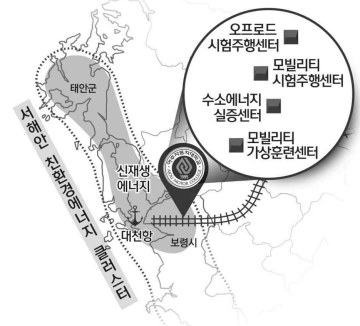 오프로드
시험주행센터
모빌리티
시험주행센터
수소에너지
실증센터
모빌리티
가상훈련센터
태안군
신재생
에너지
대천항
보령시
서해안 친환경에너지 클러스터